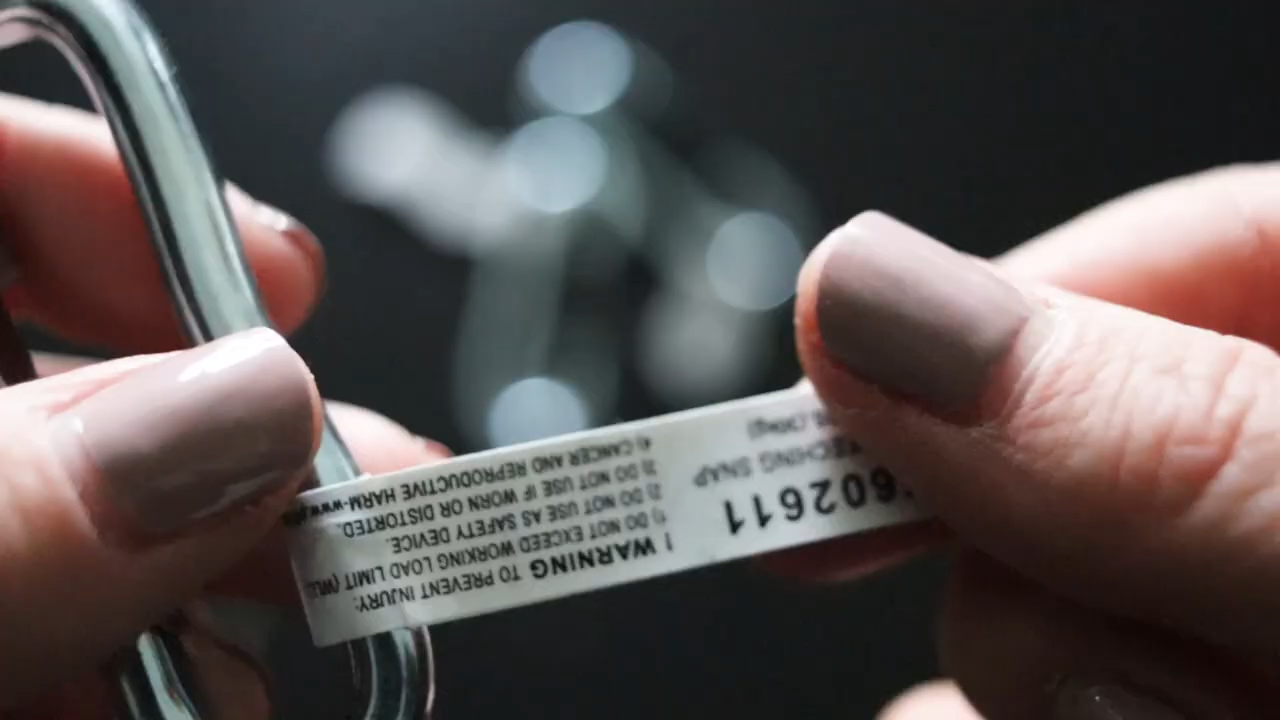 ! WARNING TO PREVENT INJURY:
1) DO NOT EXCEED WORKING LOAD LIMIT
2) DO NOT USE AS SAFETY DEVICE.
3) DO NOT USE IF WORN OR DISTORTED.
4) CANCER AND REPRODUCTIVE HARM-www.
602611
SNAP